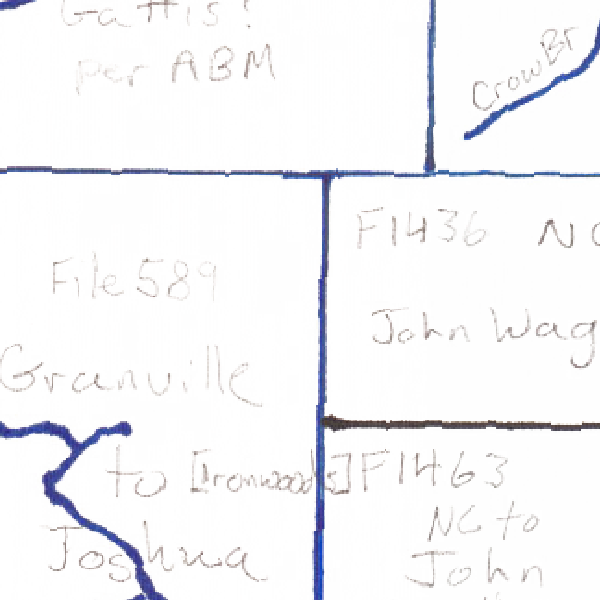 Gattis?
per ABM
Crow Br
F1436 NC
John Wag
File 589
Granville
to [Ironwoods]
Joshua
F1463
NC to
John